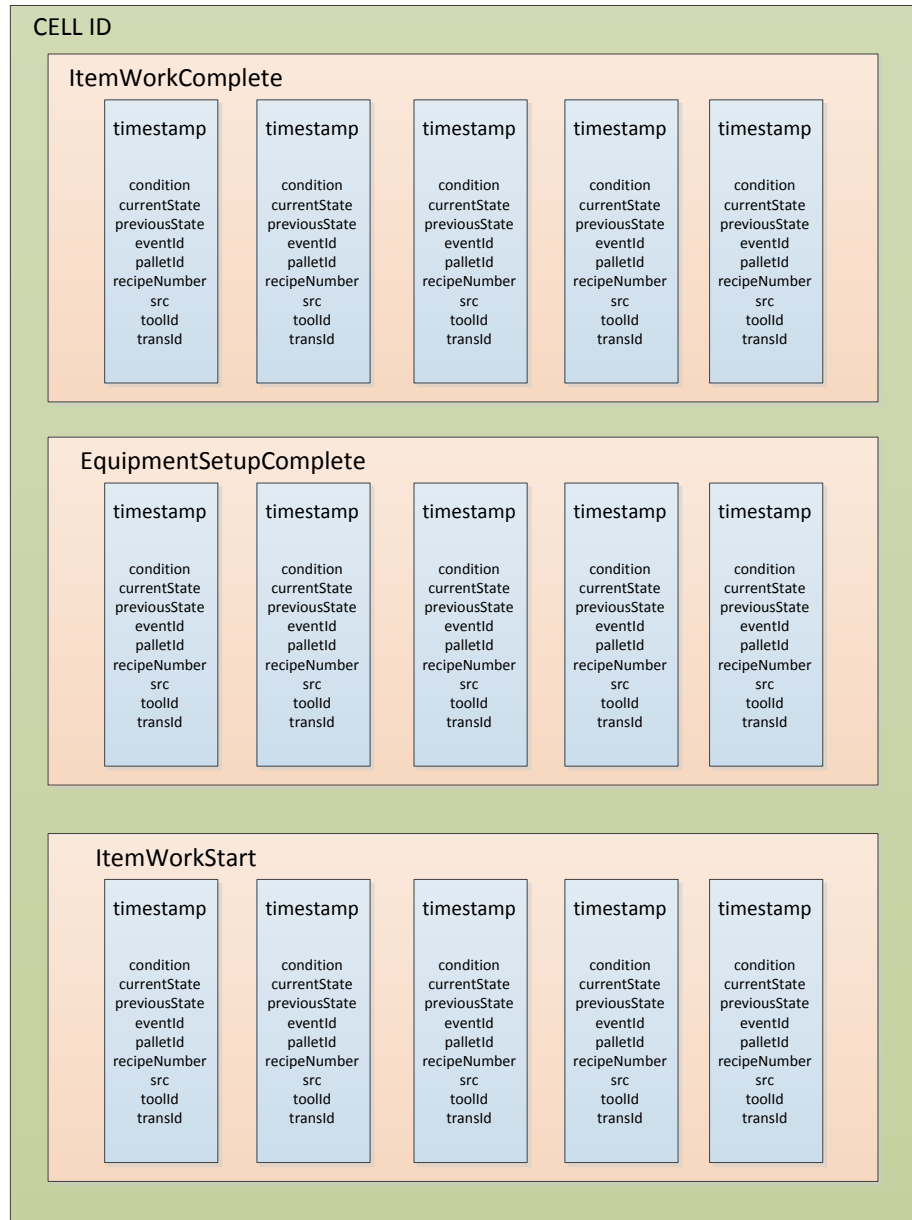 CELL ID
ItemWorkComplete
timestamp timestamp timestamp timestamp timestamp
condition condition condition condition condition
currentState currentState currentState currentState currentState
previousState previousState previousState previousState previousState
eventId eventId eventId eventId eventId
palletId palletId palletId palletId palletId
recipeNumber recipeNumber recipeNumber recipeNumber recipeNumber
src src src src src
toolId toolId toolId toolId toolId
transId transId transId transId transId
EquipmentSetupComplete
timestamp timestamp timestamp timestamp timestamp
condition condition condition condition condition
currentState currentState currentState currentState currentState
previousState previousState previousState previousState previousState
eventId eventId eventId eventId eventId
palletId palletId palletId palletId palletId
recipeNumber recipeNumber recipeNumber recipeNumber recipeNumber
src src src src src
toolId toolId toolId toolId toolId
transId transId transId transId transId
ItemWorkStart
timestamp timestamp timestamp timestamp timestamp
condition condition condition condition condition
currentState currentState currentState currentState currentState
previousState previousState previousState previousState previousState
eventId eventId eventId eventId eventId
palletId palletId palletId palletId palletId
recipeNumber recipeNumber recipeNumber recipeNumber recipeNumber
src src src src src
toolId toolId toolId toolId toolId
transId transId transId transId transId